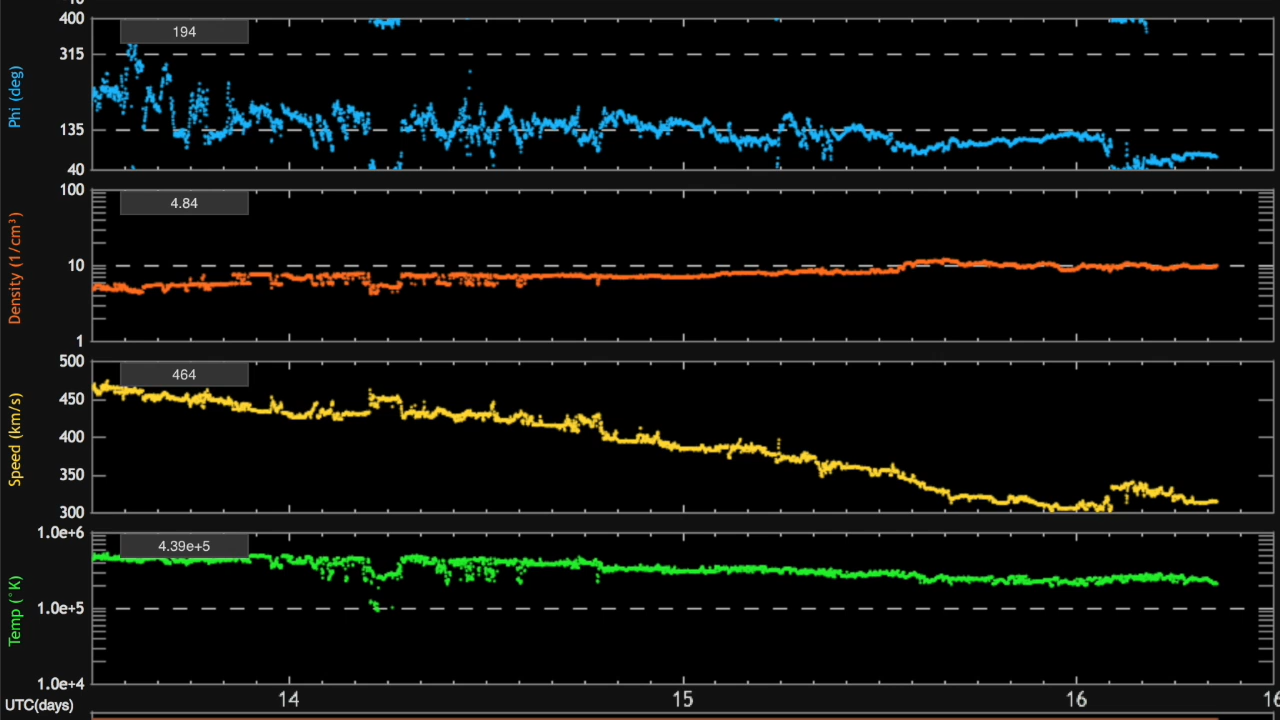 400
194
315
Phi (deg)
135
40
100
4.84
10
Density (1/cm³)
1
500
464
450
400
Speed (km/s)
350
300
1.0e+6
4.39e+5
Temp (°K)
1.0e+5
1.0e+4
14 15 16
UTC(days)